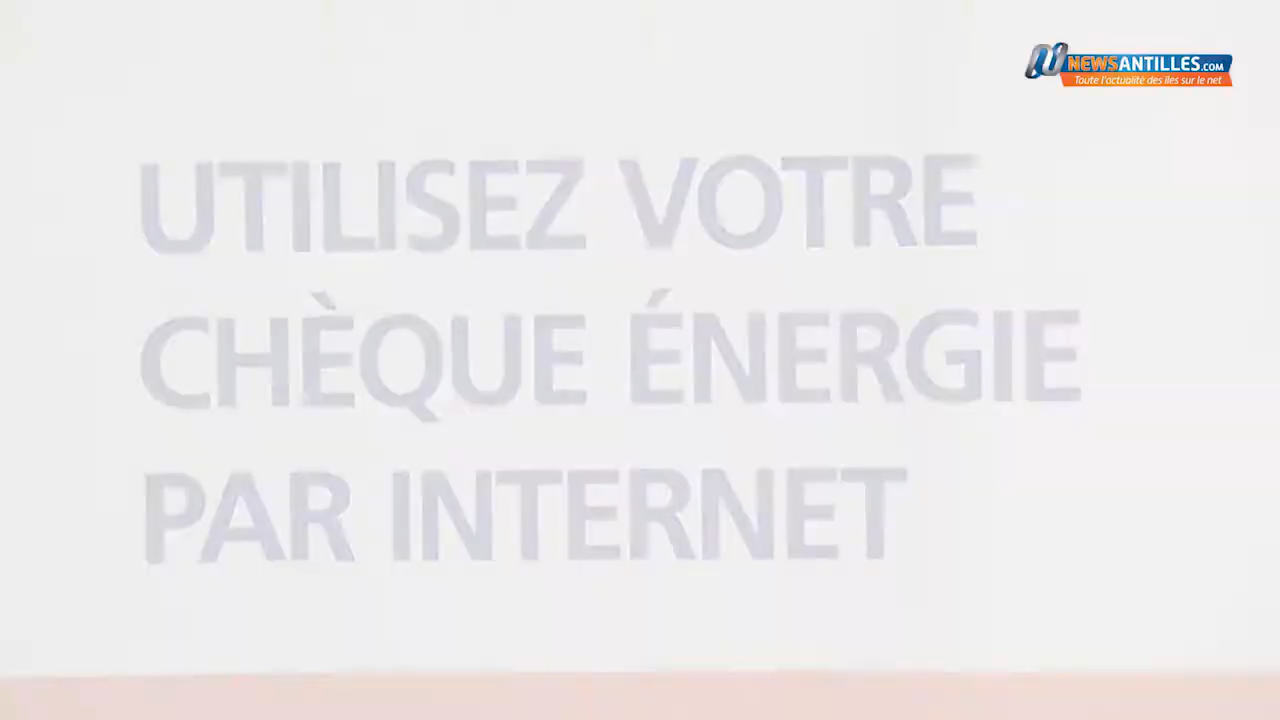 NEWSANTILLES.COM
Toute l'actualité des îles sur le net
UTILISEZ VOTRE
CHÈQUE ÉNERGIE
PAR INTERNET